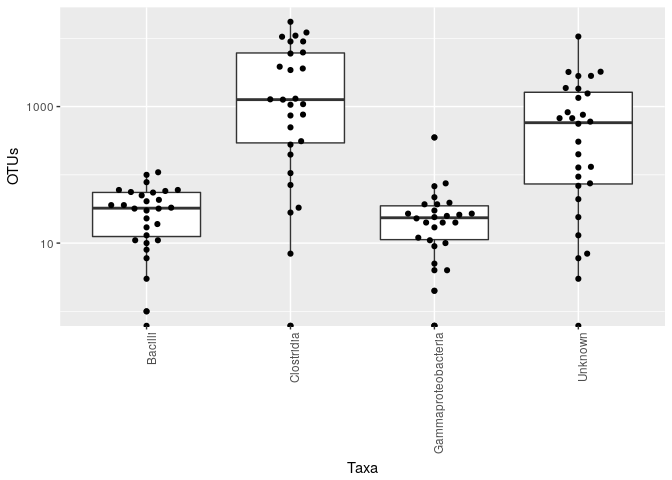 OTUs
1000
10
Bacilli
Clostridia
Gammaproteobacteria
Unknown
Taxa